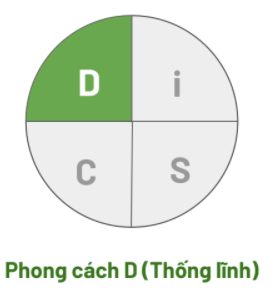 D i
C S
Phong cách D (Thống lĩnh)